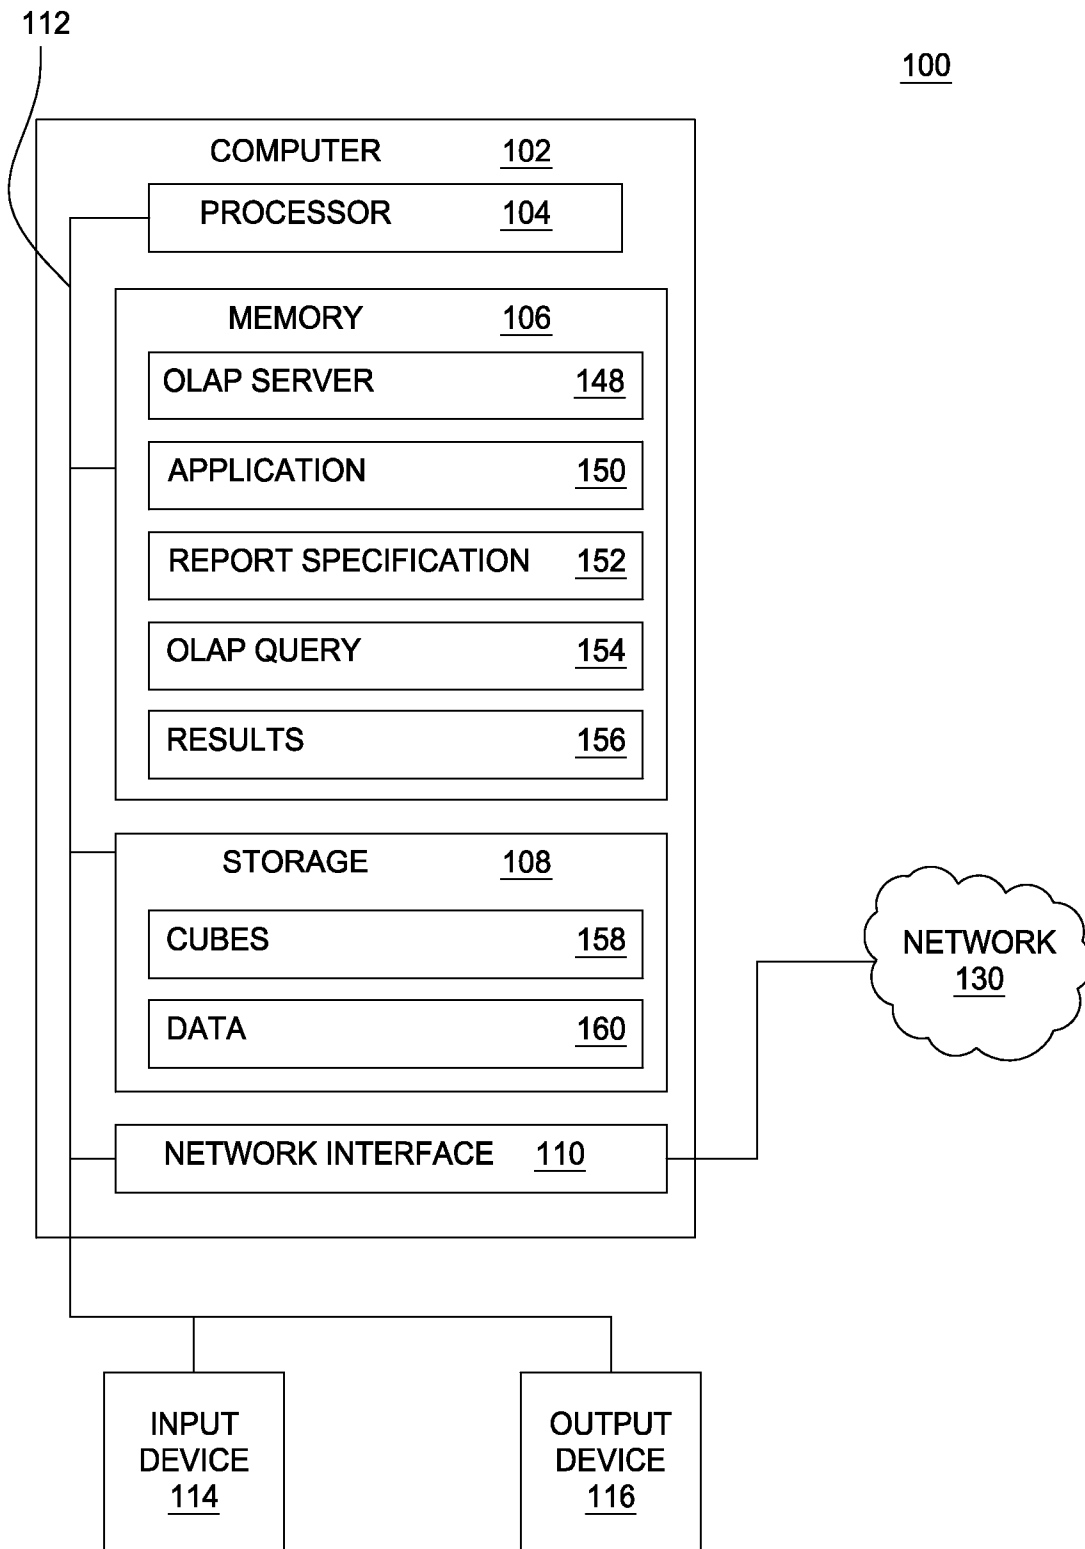 112
100
COMPUTER 102
PROCESSOR 104
MEMORY 106
OLAP SERVER 148
APPLICATION 150
REPORT SPECIFICATION 152
OLAP QUERY 154
RESULTS 156
STORAGE 108
CUBES 158
DATA 160
NETWORK INTERFACE 110
NETWORK
130
INPUT
DEVICE
114
OUTPUT
DEVICE
116